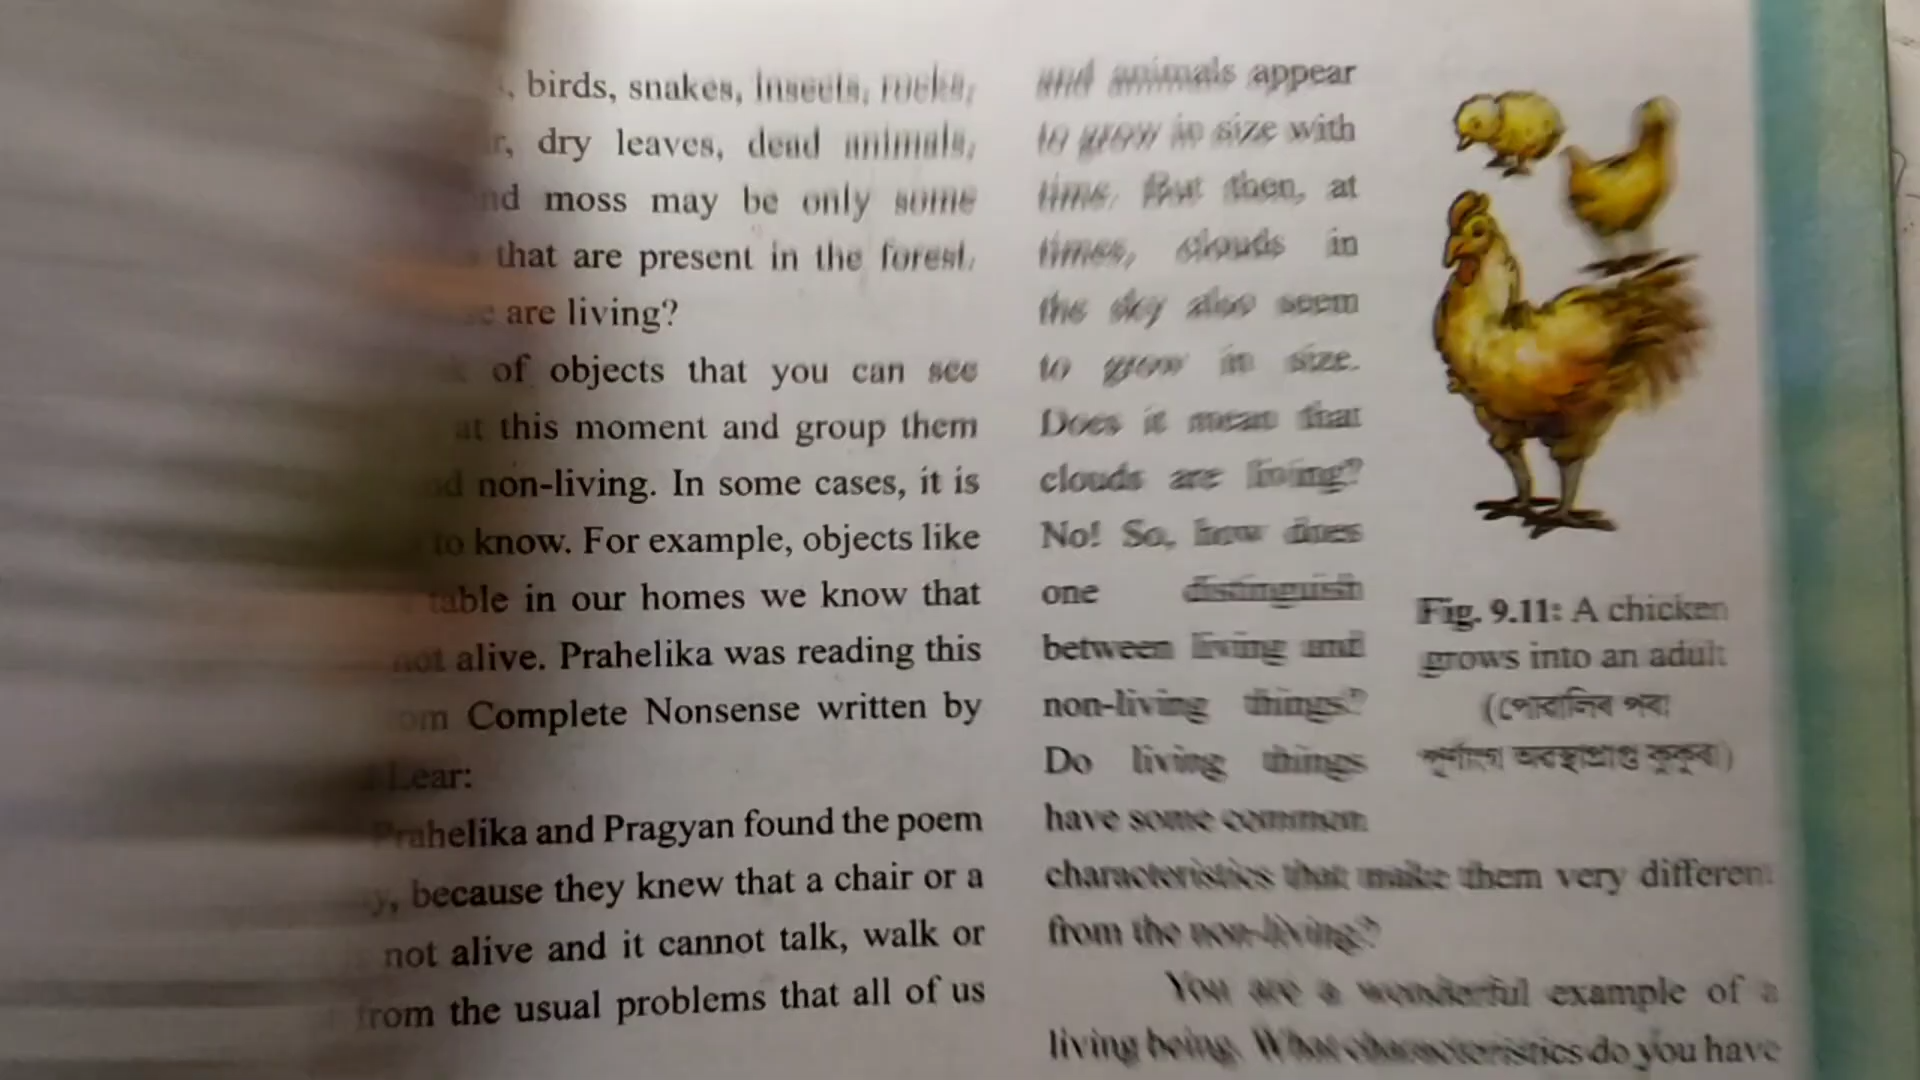 birds, snakes, insects, rocks,
dry leaves, dead animals,
moss may be only some
that are present in the forest.
are living?
of objects that you can see
at this moment and group them
non-living. In some cases, it is
to know. For example, objects like
table in our homes we know that
not alive. Prahelika was reading this
Complete Nonsense written by
Lear:
Prahelika and Pragyan found the poem
because they knew that a chair or a
not alive and it cannot talk, walk or
from the usual problems that all of us
and animals appear
to grow in size with
time. But then, at
times, clouds in
the sky also seem
to grow in size.
Does it mean that
clouds are living?
No! So, how does
one distinguish
between living and
non-living things?
Do living things
have some common
characteristics that make them very different
from the non-living?
You are a wonderful example of a
living being. What characteristics do you have
Fig. 9.11: A chicken
grows into an adult
(পোৱালিৰ পৰা
পূৰ্ণাংগ অৱস্থাপ্ৰাপ্ত কুকুৰা)